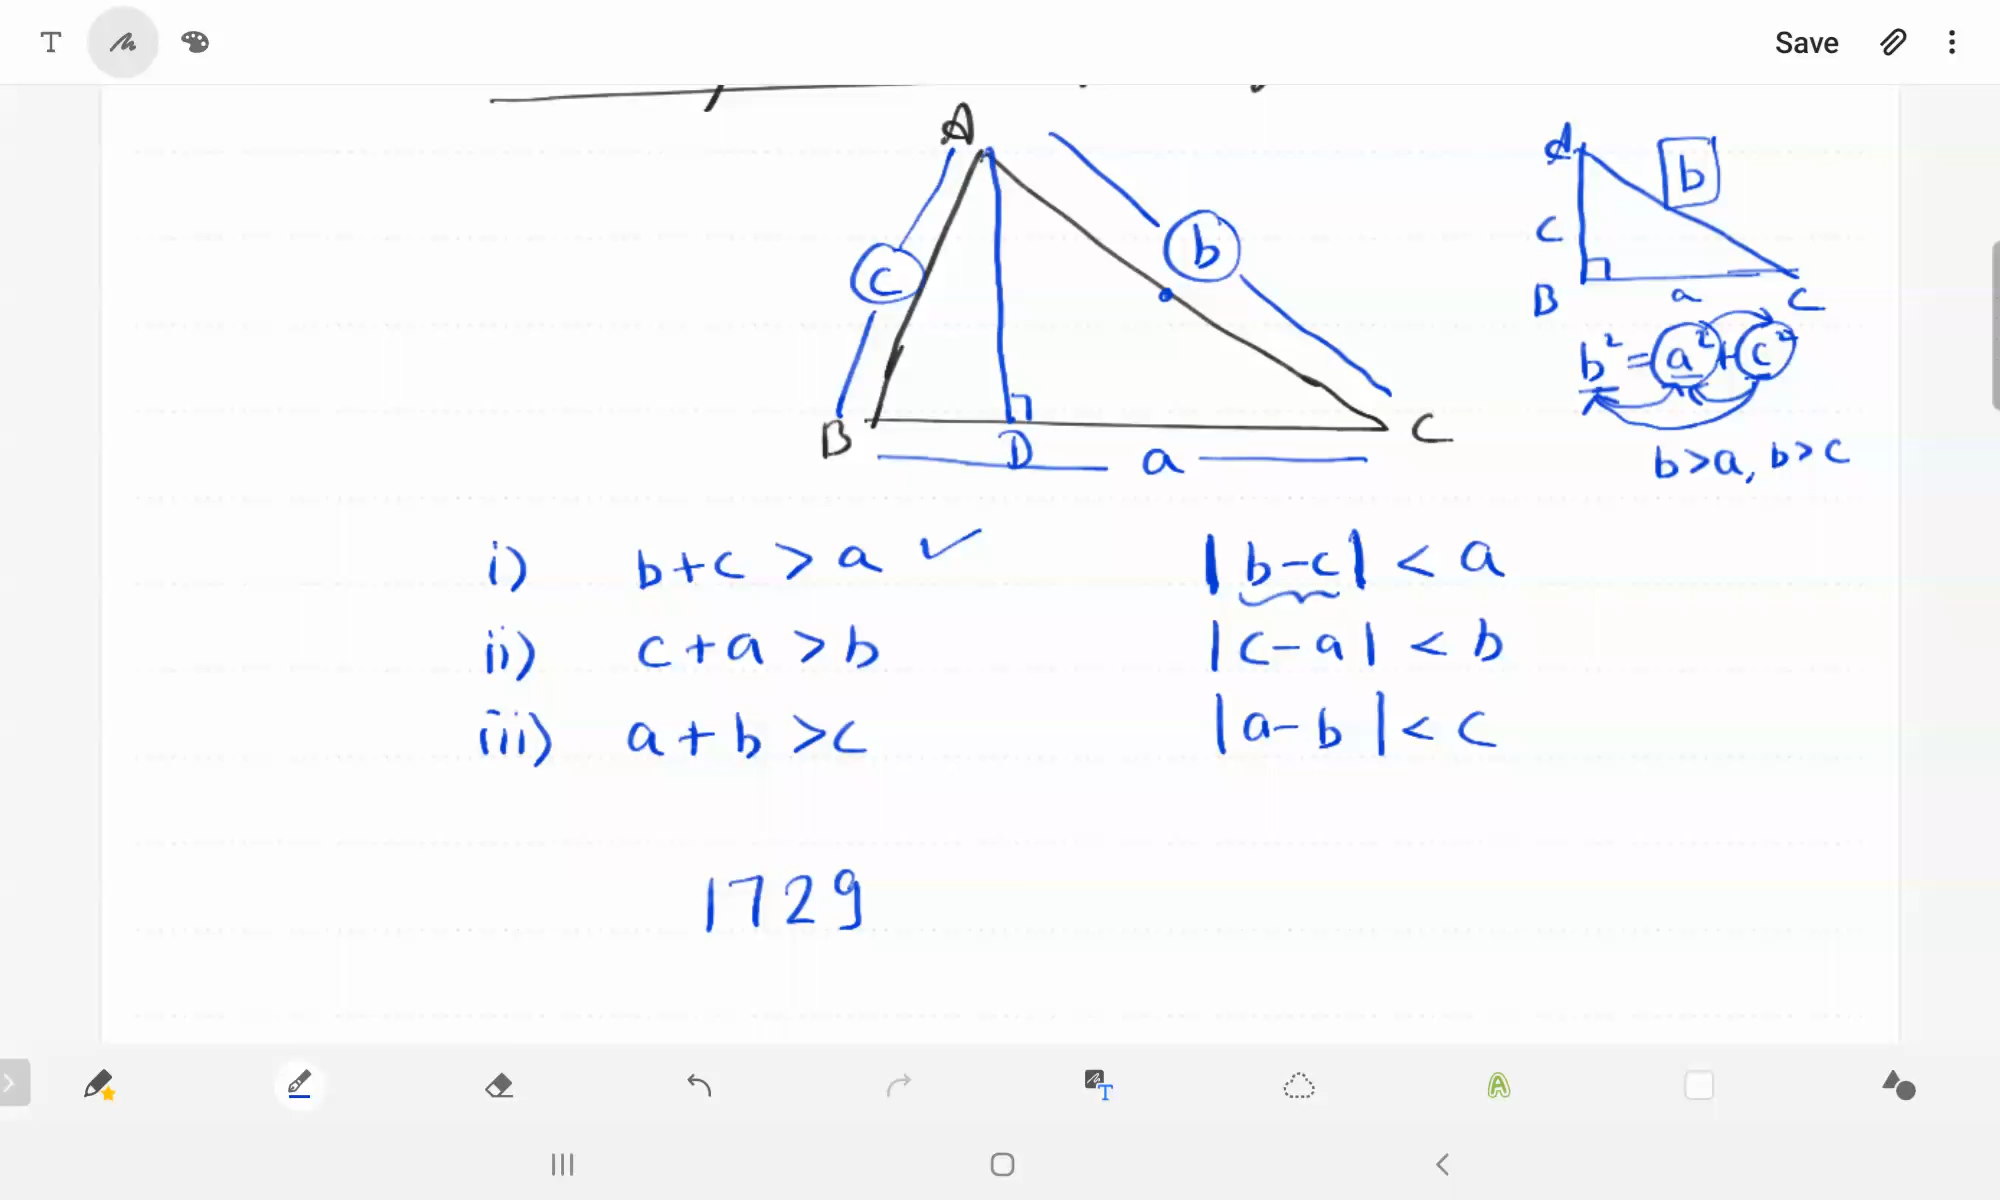 Save
A
c
b
B
D
C
a
A
b
c
B
a
C
b² = a² + c²
b > a, b > c
i) b + c > a ✓ |b - c| < a
ii) c + a > b |c - a| < b
iii) a + b > c |a - b| < c
1729